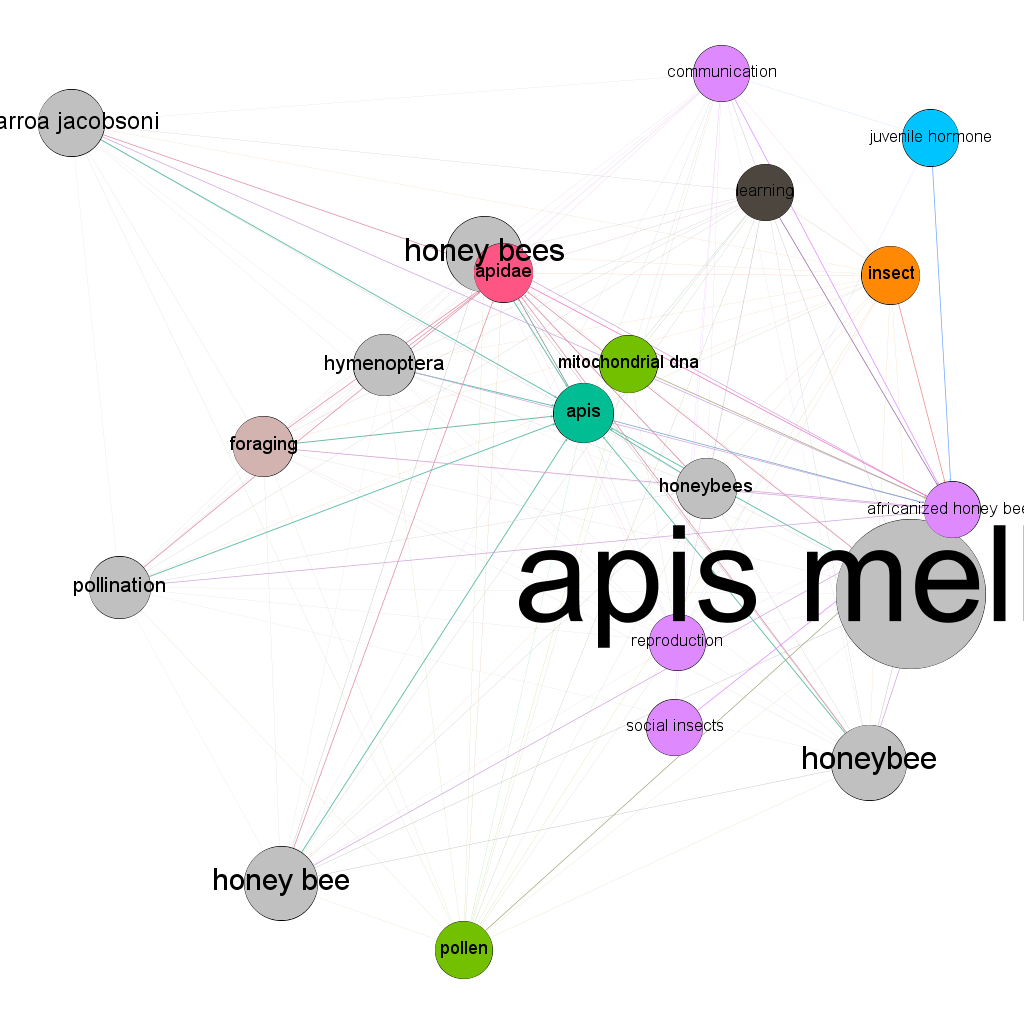 communication
arroa jacobsoni
juvenile hormone
learning
honey bees
apidae
insect
hymenoptera
mitochondrial dna
apis
foraging
honeybees
africanized honey bee
apis mell
pollination
reproduction
social insects
honeybee
honey bee
pollen